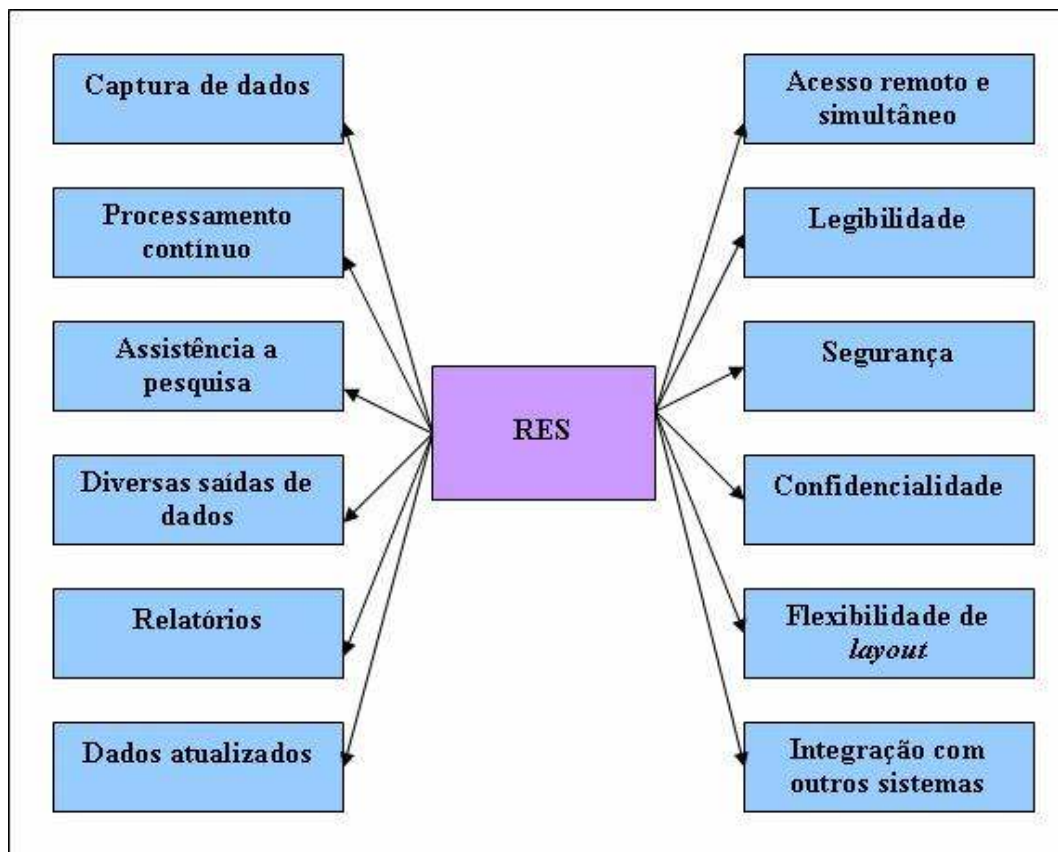 Captura de dados
Processamento
contínuo
Assistência a
pesquisa
Diversas saídas de
dados
Relatórios
Dados atualizados
RES
Acesso remoto e
simultâneo
Legibilidade
Segurança
Confidencialidade
Flexibilidade de
layout
Integração com
outros sistemas